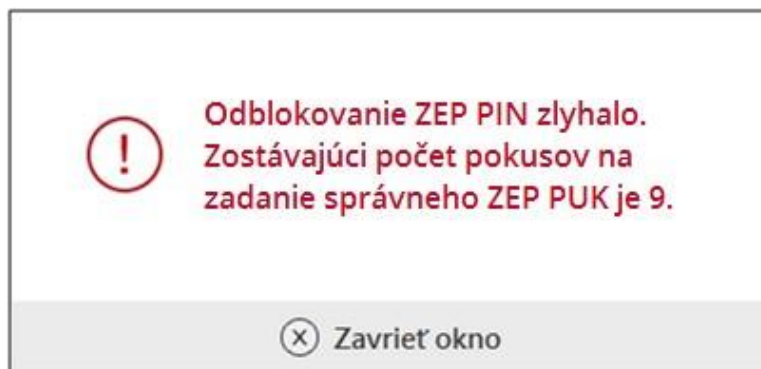 Odblokovanie ZEP PIN zlyhalo.
Zostávajúci počet pokusov na
zadanie správneho ZEP PUK je 9.
Zavrieť okno